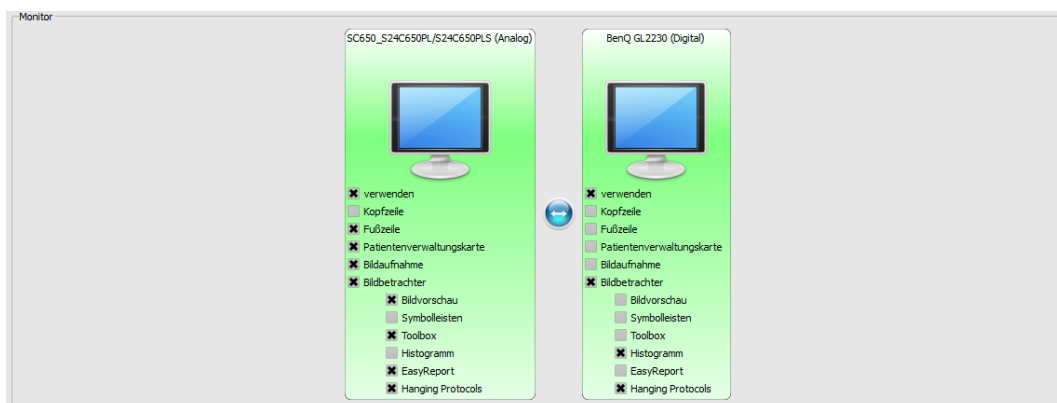 Monitor
SC650_S24C650PL/S24C650PLS (Analog)
verwenden
Kopfzeile
Fußzeile
Patientenverwaltungskarte
Bildaufnahme
Bildbetrachter
Bildvorschau
Symbolleisten
Toolbox
Histogramm
EasyReport
Hanging Protocols
BenQ GL2230 (Digital)
verwenden
Kopfzeile
Fußzeile
Patientenverwaltungskarte
Bildaufnahme
Bildbetrachter
Bildvorschau
Symbolleisten
Toolbox
Histogramm
EasyReport
Hanging Protocols